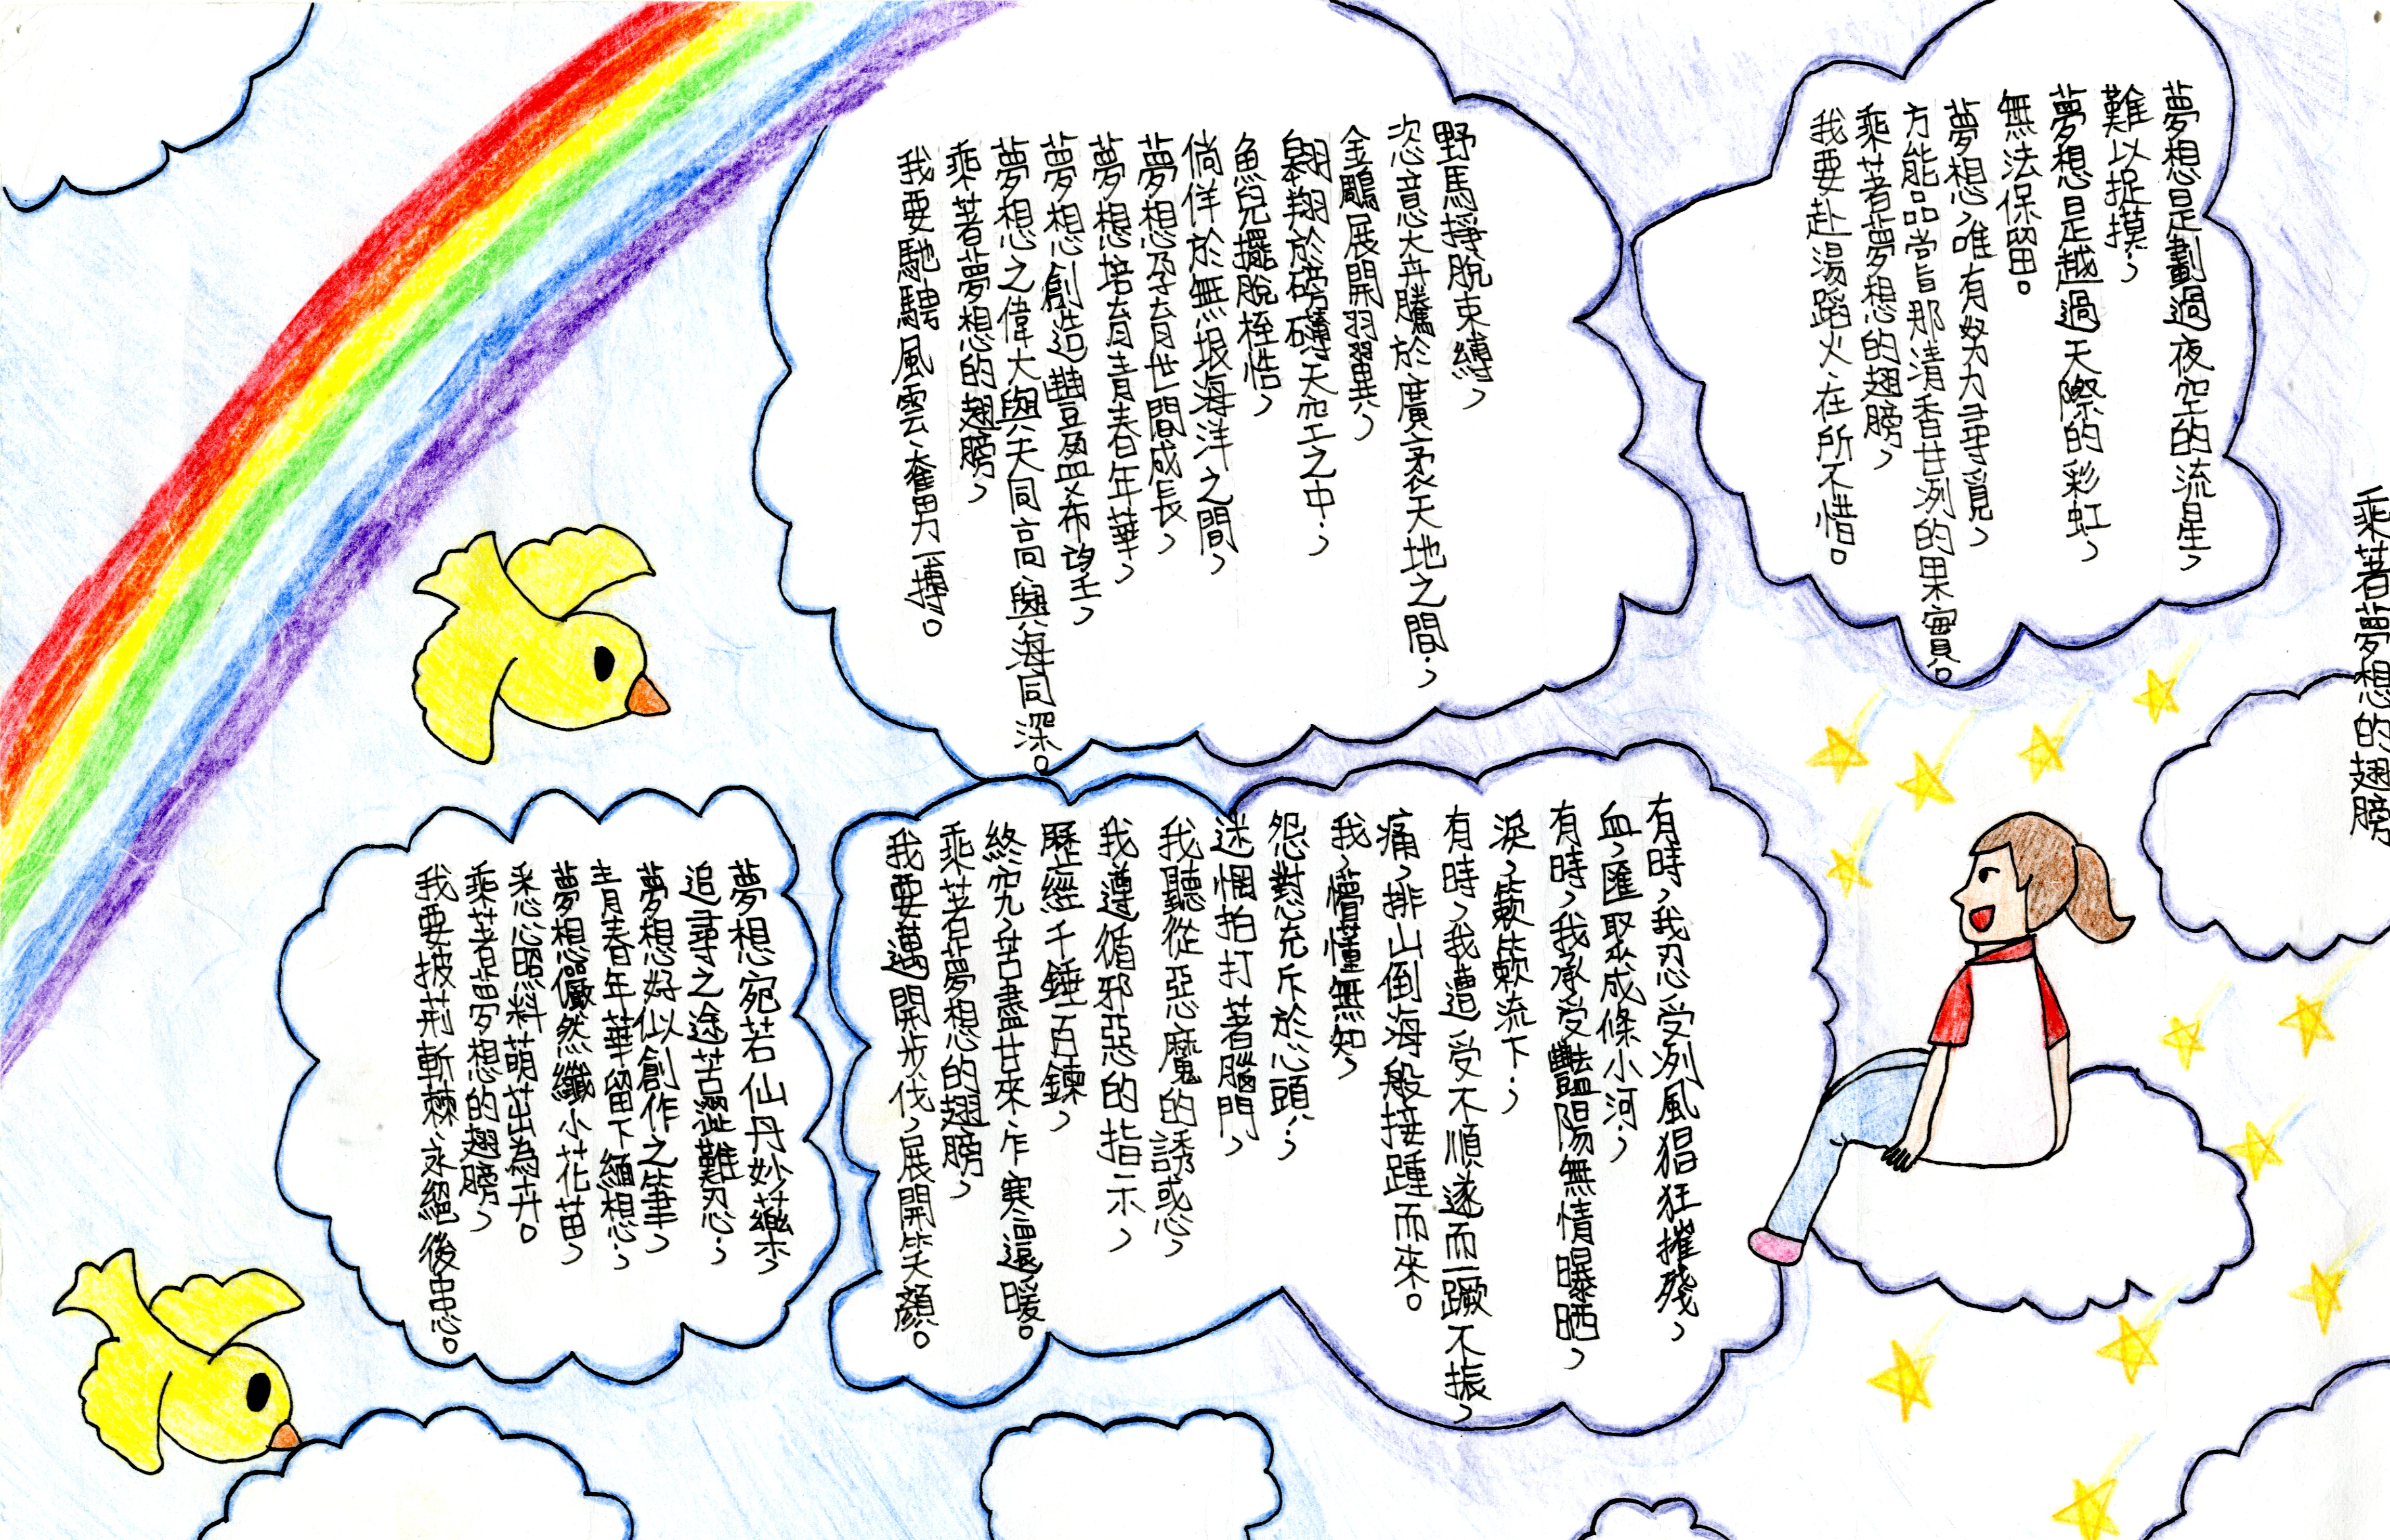 乘著夢想的翅膀
夢想是劃過夜空的流星，
難以捉摸；
夢想是越過天際的彩虹，
無法保留。
夢想，唯有努力尋覓，
方能品嘗那清香甘冽的果實。
乘著夢想的翅膀，
我要赴湯蹈火、在所不惜。
野馬掙脫束縛，
恣意奔騰於廣袤天地之間；
金鵰展開羽翼，
翱翔於磅礡天空之中；
魚兒擺脫桎梏，
倘佯於無垠海洋之間，
夢想孕育世間成長，
夢想培育青春年華，
夢想創造豐盈希望，
夢想之偉大與天同高、與海同深。
乘著夢想的翅膀，
我要馳騁風雲、奮力一搏。
有時，我忍受冽風猖狂摧殘，
血，匯聚成條小河；
有時，我承受豔陽無情曝晒，
淚，簌簌流下；
有時，我遭受不順遂而一蹶不振，
痛，排山倒海般接踵而來。
我，懵懂無知，
怨懟充斥於心頭；
迷惘拍打著腦門，
我聽從惡魔的誘惑，
我遵循邪惡的指示，
歷經千錘百鍊，
終究，苦盡甘來、乍寒還暖。
乘著夢想的翅膀，
我要邁開步伐，展開笑顏。
夢想宛若仙丹妙藥，
追尋之途苦澀難忍；
夢想好似創作之筆，
青春年華留下緬想；
夢想儼然纖小花苗，
悉心照料萌茁為卉。
乘著夢想的翅膀，
我要披荊斬棘、永絕後患。